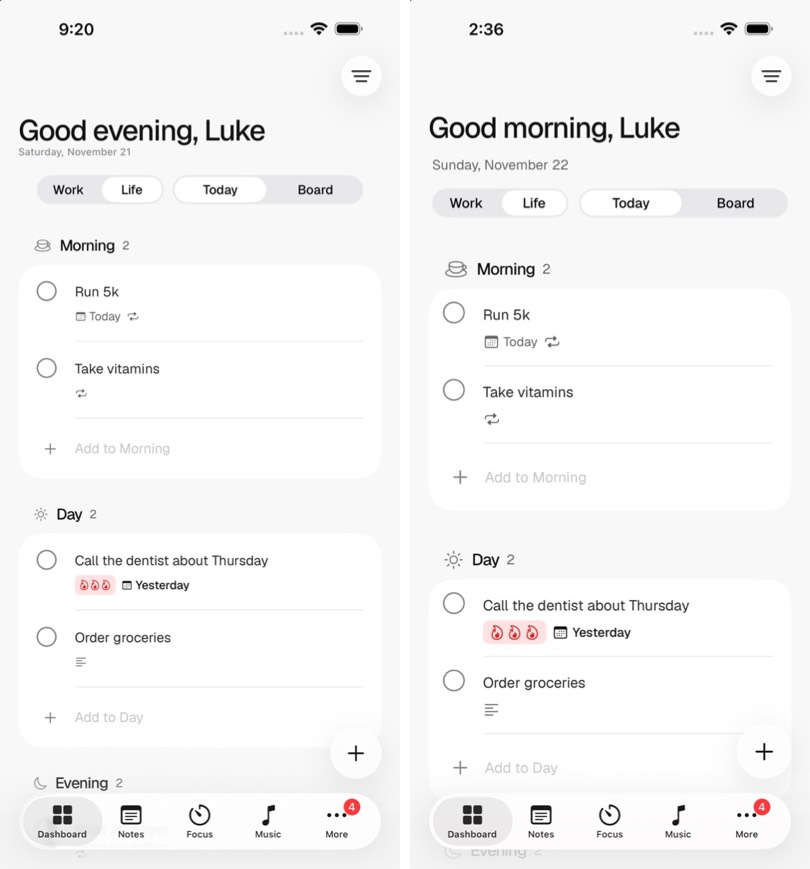 9:20
Good evening, Luke
Saturday, November 21
Work Life Today Board
Morning 2
Run 5k
Today
Take vitamins
Add to Morning
Day 2
Call the dentist about Thursday
Yesterday
Order groceries
Add to Day
Evening 2
4
Dashboard Notes Focus Music More
2:36
Good morning, Luke
Sunday, November 22
Work Life Today Board
Morning 2
Run 5k
Today
Take vitamins
Add to Morning
Day 2
Call the dentist about Thursday
Yesterday
Order groceries
Add to Day
4
Dashboard Notes Focus Music More
Evening 2